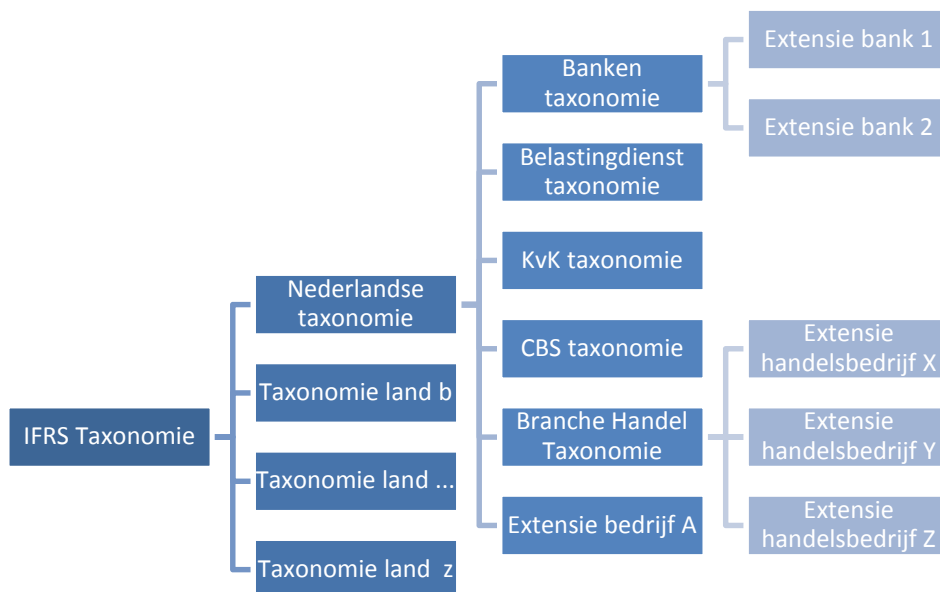 IFRS Taxonomie
Nederlandse
taxonomie
Taxonomie land b
Taxonomie land ...
Taxonomie land  z
Banken
taxonomie
Belastingdienst
taxonomie
KvK taxonomie
CBS taxonomie
Branche Handel
Taxonomie
Extensie bedrijf A
Extensie bank 1
Extensie bank 2
Extensie
handelsbedrijf X
Extensie
handelsbedrijf Y
Extensie
handelsbedrijf Z